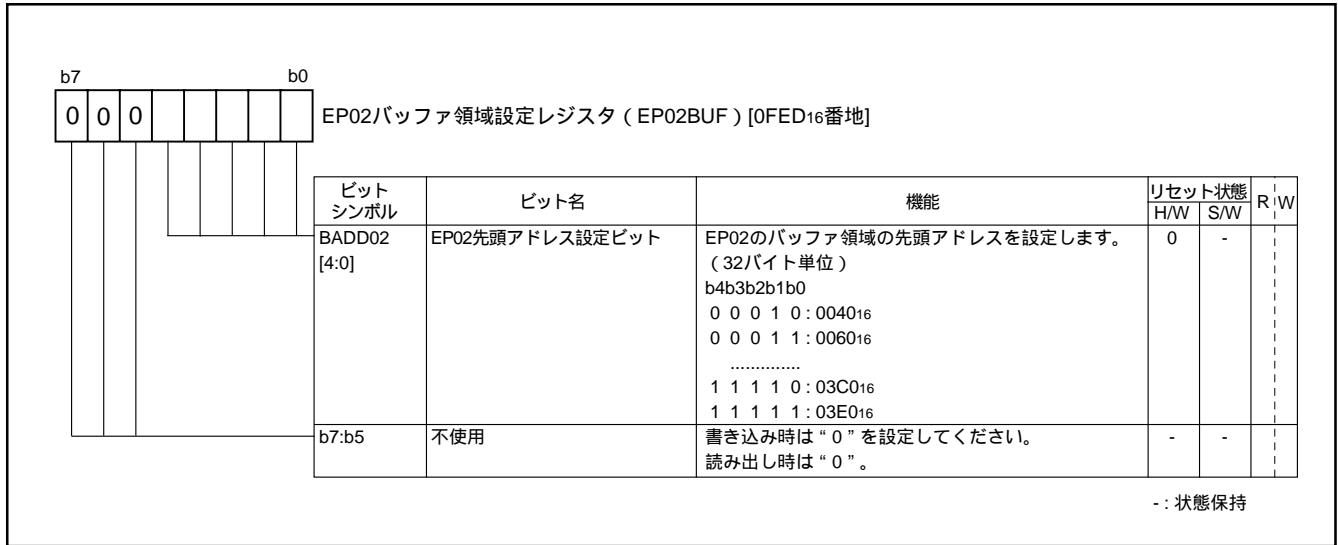 b7 b0
0 0 0 EP02バッファ領域設定レジスタ(EP02BUF)[0FED16番地]
ビット
シンボル
ビット名
機能
リセット状態
H/W S/W
R W
BADD02
[4:0]
EP02先頭アドレス設定ビット
EP02のバッファ領域の先頭アドレスを設定します。
(32バイト単位)
b4b3b2b1b0
0 0 0 1 0 : 004016
0 0 0 1 1 : 006016
..............
1 1 1 1 0 : 03C016
1 1 1 1 1 : 03E016
0 -
b7:b5
不使用
書き込み時は“0”を設定してください。
読み出し時は“0”。
- -
- : 状態保持